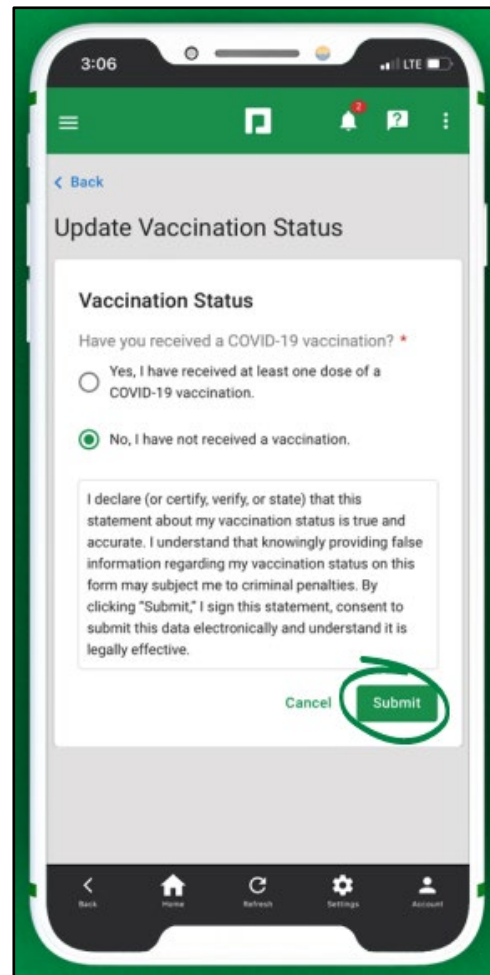 3:06
LTE
2
?
Back
Update Vaccination Status
Vaccination Status
Have you received a COVID-19 vaccination? *
Yes, I have received at least one dose of a
COVID-19 vaccination.
No, I have not received a vaccination.
I declare (or certify, verify, or state) that this
statement about my vaccination status is true and
accurate. I understand that knowingly providing false
information regarding my vaccination status on this
form may subject me to criminal penalties. By
clicking "Submit," I sign this statement, consent to
submit this data electronically and understand it is
legally effective.
Cancel Submit
Back Home Refresh Settings Account